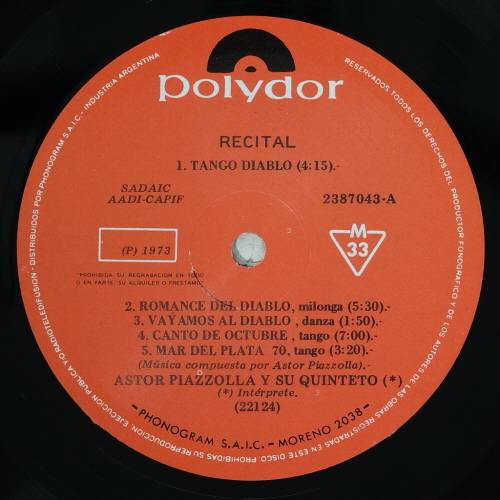 polydor
RECITAL
1. TANGO DIABLO (4:15).-
SADAIC
AADI-CAPIF
2387043-A
(P) 1973
M
33
*PROHIBIDA SU REGRABACION EN TODO
O EN PARTE, SU ALQUILER O PRESTAMO
2. ROMANCE DEL DIABLO, milonga (5:30).-
3. VAYAMOS AL DIABLO, danza (1:50).-
4. CANTO DE OCTUBRE, tango (7:00).-
5. MAR DEL PLATA 70, tango (3:20).-
(Música compuesta por Astor Piazzolla).-
ASTOR PIAZZOLLA Y SU QUINTETO (*)
(*) Intérprete.
(22124)
-PHONOGRAM S.A.I.C.- MORENO 2038-
RESERVADOS TODOS LOS DERECHOS DEL PRODUCTOR FONOGRAFICO Y DE LOS AUTORES DE LAS OBRAS REGISTRADAS EN ESTE DISCO. PROHIBIDAS SU REPRODUCCION, EJECUCION PUBLICA Y/O RADIOTELEDIFUSION - DISTRIBUIDOS POR PHONOGRAM S.A.I.C.- INDUSTRIA ARGENTINA